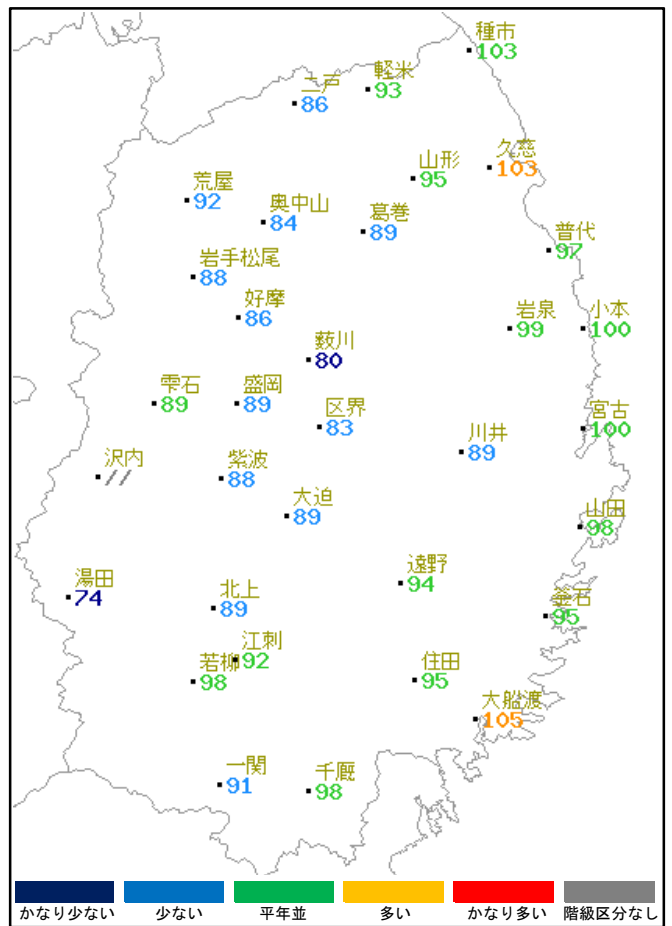 種市
103
軽米
93
二戸
86
久慈
103
山形
95
荒屋
92
奥中山
84
葛巻
89
普代
97
岩手松尾
88
好摩
86
岩泉
99
小本
100
薮川
80
雫石
89
盛岡
89
区界
83
宮古
100
川井
89
沢内
//
紫波
88
大迫
89
山田
98
遠野
94
湯田
74
北上
89
釜石
95
江刺
92
若柳
98
住田
95
大船渡
105
一関
91
千厩
98
かなり少ない 少ない 平年並 多い かなり多い 階級区分なし